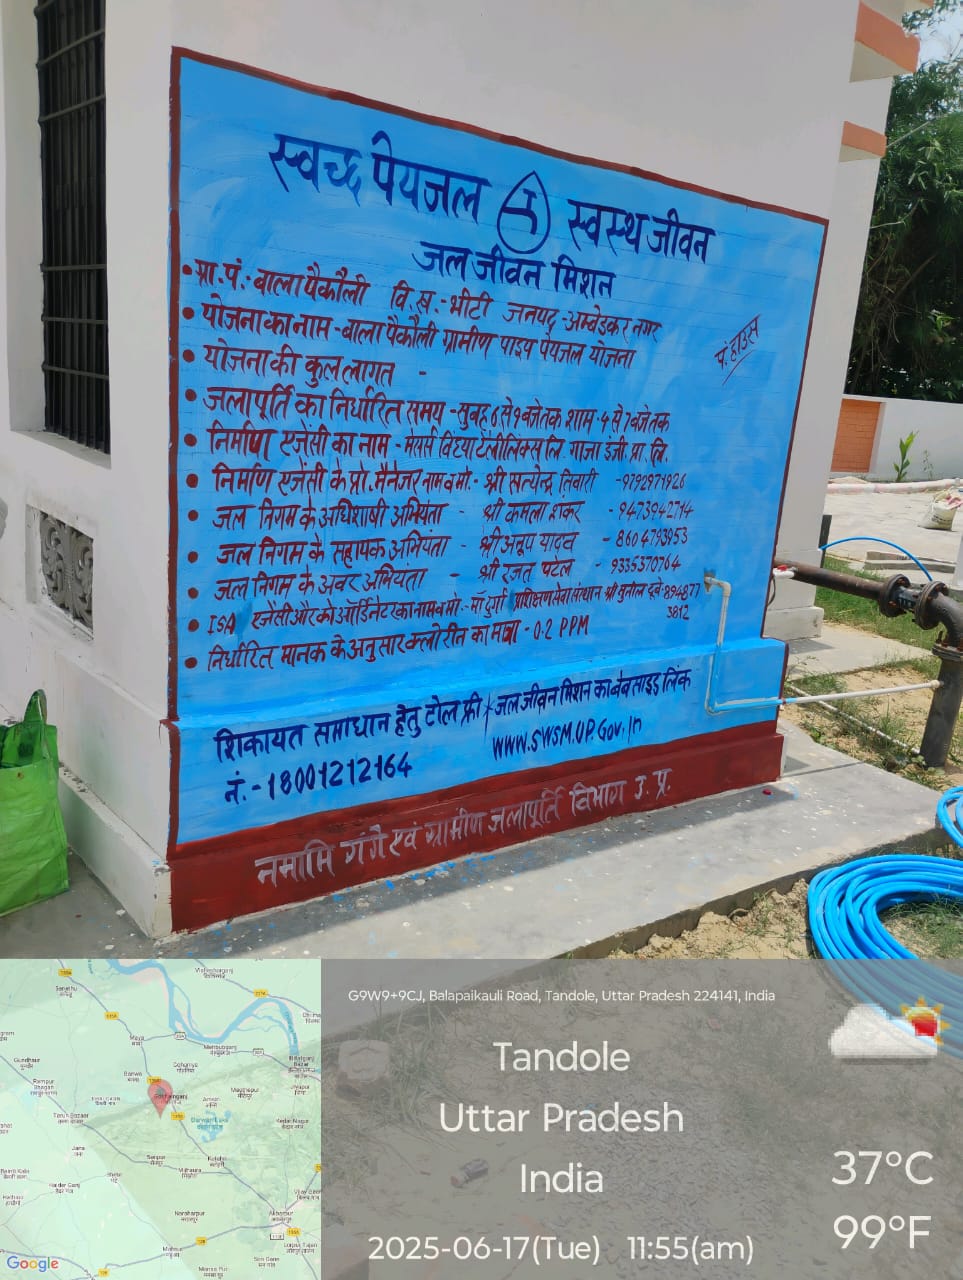 स्वच्छ पेयजल स्वस्थ जीवन
जल जीवन मिशन
ग्रा.पं.- बाला पैकौली वि.ख.- भीटी जनपद - अम्बेडकर नगर
योजना का नाम - बाला पैकौली ग्रामीण पाइप पेयजल योजना
पं. हाउस
योजना की कुल लागत -
जलापूर्ति का निर्धारित समय - सुबह 6 से 9 बजे तक शाम - 4 से 7 बजे तक
निर्माण एजेंसी का नाम - मेसर्स विंध्या टेलीलिंक्स लि. गाजा इंजी. प्रा. लि.
निर्माण एजेंसी के प्रो. मैनेजर नाम व मो.- श्री सत्येन्द्र तिवारी - 9792971926
जल निगम के अधिशाषी अभियंता - श्री कमला शंकर - 9473942714
जल निगम के सहायक अभियंता - श्री अनूप यादव - 8604793953
जल निगम के अवर अभियंता - श्री रजत पटेल - 9335370764
ISA एजेंसी और कोऑर्डिनेटर का नाम व मो - माँ दुर्गा प्रशिक्षण सेवा संस्थान श्री सुनील दुबे - 894877
3812
निर्धारित मानक के अनुसार क्लोरीन का मात्रा - 0.2 PPM
शिकायत समाधान हेतु टोल फ्री
नं.- 18001212164
जल जीवन मिशन का बेबसाइड लिंक
WWW.SWSM.UP.Gov.in
नमामि गंगे एवं ग्रामीण जलापूर्ति विभाग उ. प्र.
G9W9+9CJ, Balapaikauli Road, Tandole, Uttar Pradesh 224141, India
Tandole
Uttar Pradesh
India
37°C
99°F
2025-06-17(Tue) 11:55(am)
Google